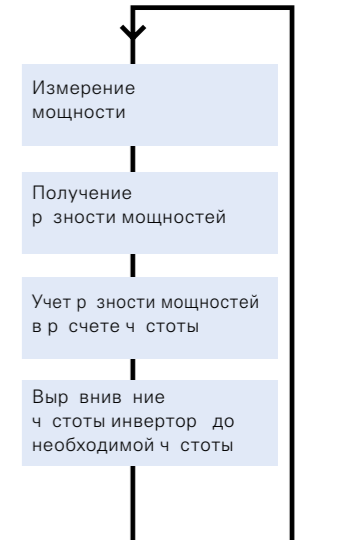 Измерение
мощности
Получение
р зности мощностей
Учет р зности мощностей
в р счете ч стоты
Выр внив ние
ч стоты инвертор до
необходимой ч стоты